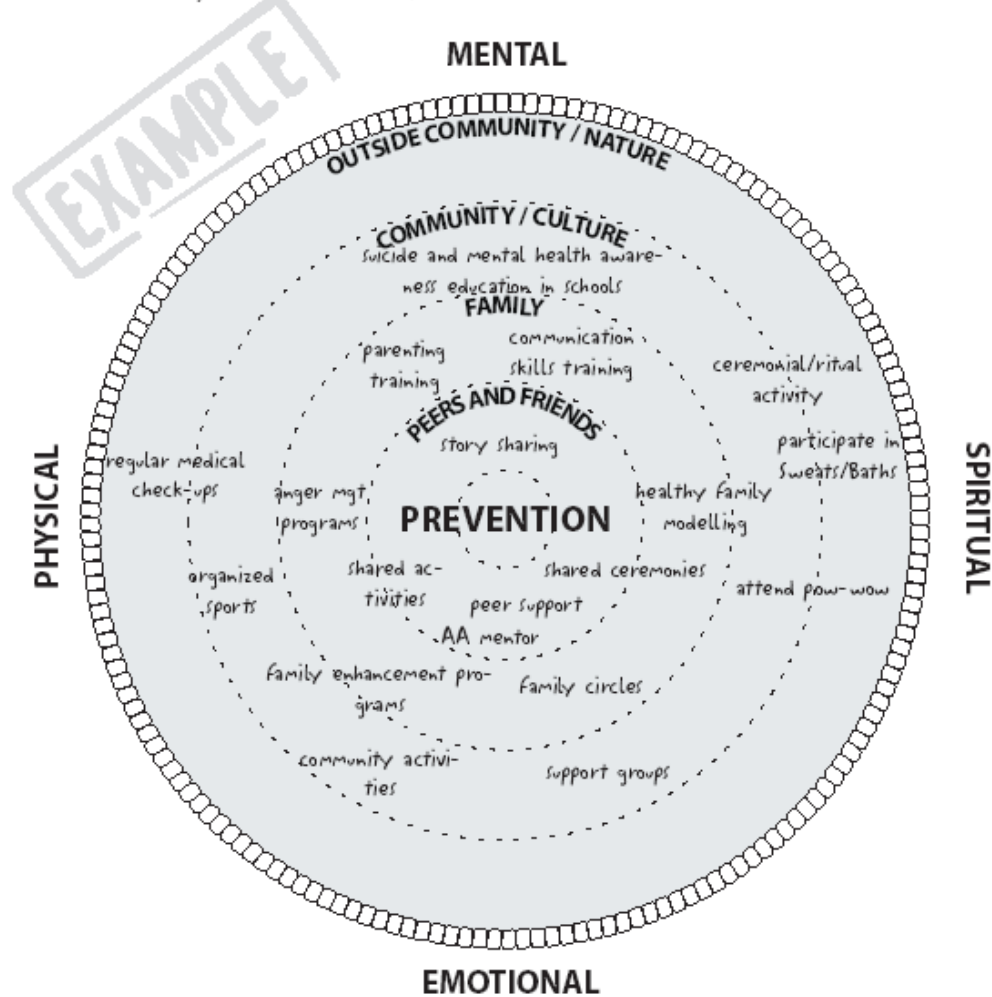 EXAMPLE
MENTAL
OUTSIDE COMMUNITY / NATURE
COMMUNITY / CULTURE
suicide and mental health aware-
ness education in schools
FAMILY
parenting
training
communication
skills training
ceremonial/ritual
activity
PEERS AND FRIENDS
story sharing
participate in
Sweats/Baths
regular medical
check-ups
anger mgt
programs
healthy family
modelling
PREVENTION
PHYSICAL
SPIRITUAL
organized
sports
shared ac-
tivities
shared ceremonies
attend pow-wow
peer support
AA mentor
family enhancement pro-
grams
family circles
community activi-
ties
support groups
EMOTIONAL